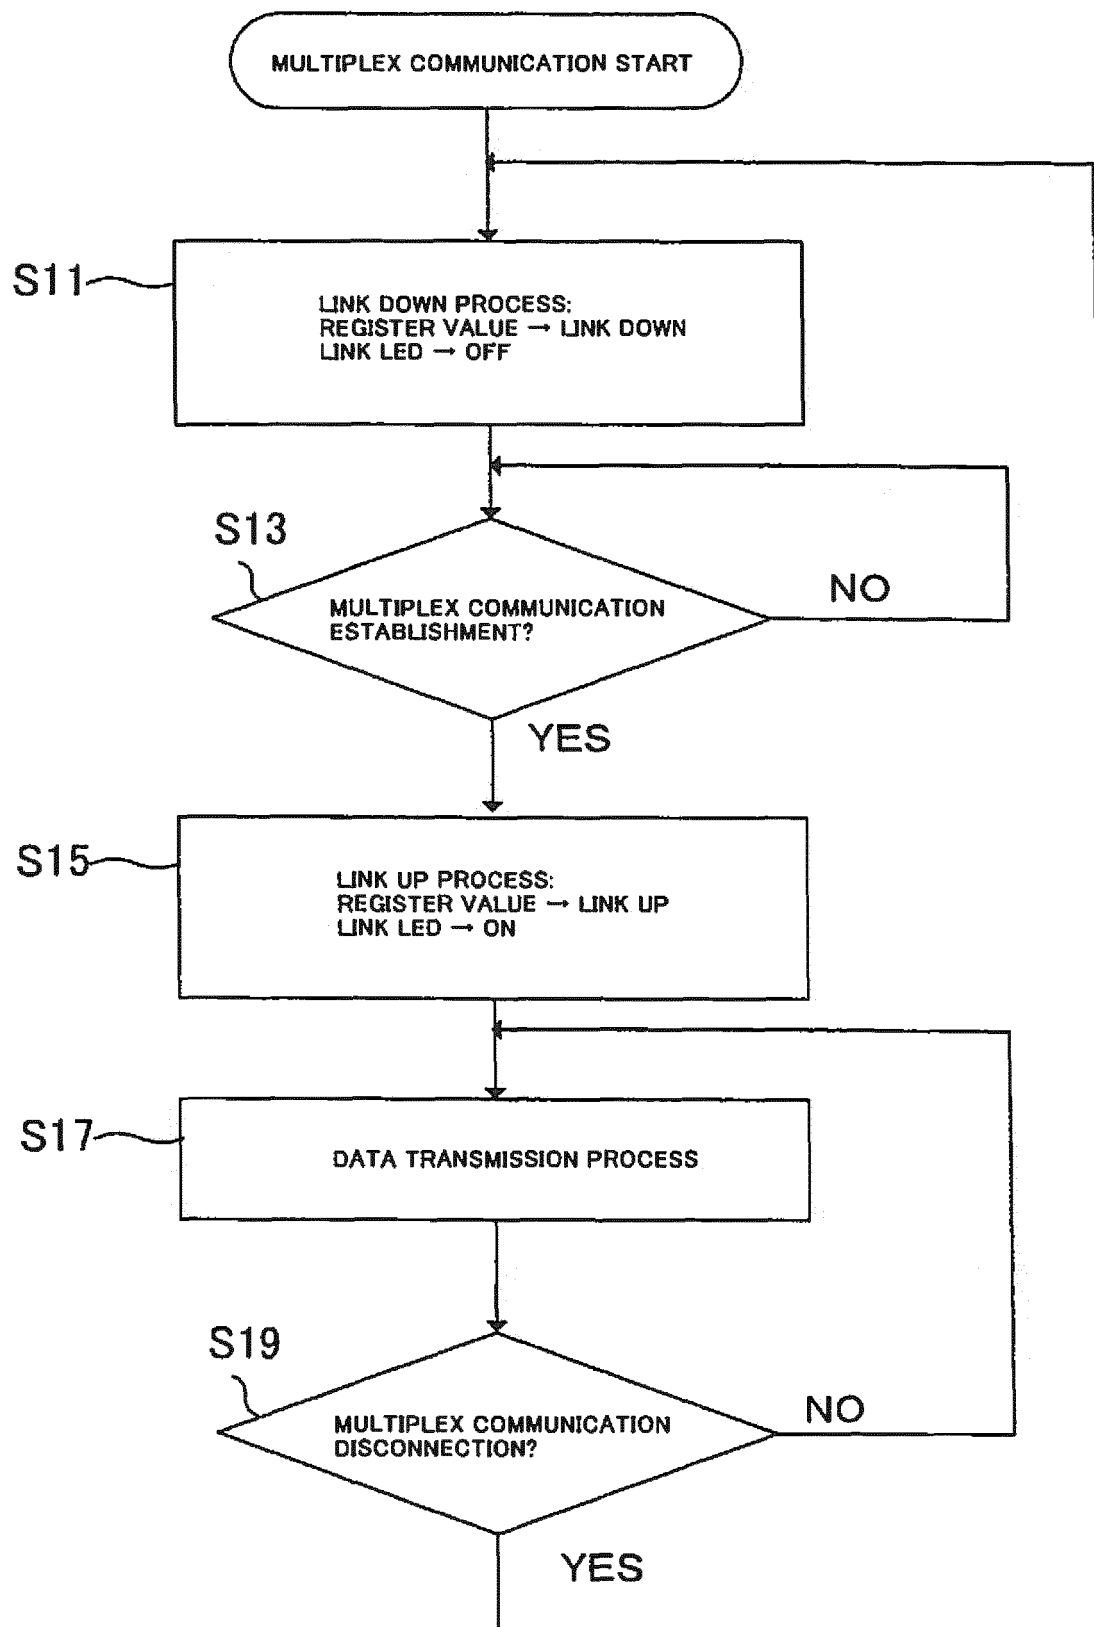 MULTIPLEX COMMUNICATION START
S11
LINK DOWN PROCESS:
REGISTER VALUE → LINK DOWN
LINK LED → OFF
S13
MULTIPLEX COMMUNICATION
ESTABLISHMENT?
NO
YES
S15
LINK UP PROCESS:
REGISTER VALUE → LINK UP
LINK LED → ON
S17
DATA TRANSMISSION PROCESS
S19
MULTIPLEX COMMUNICATION
DISCONNECTION?
NO
YES